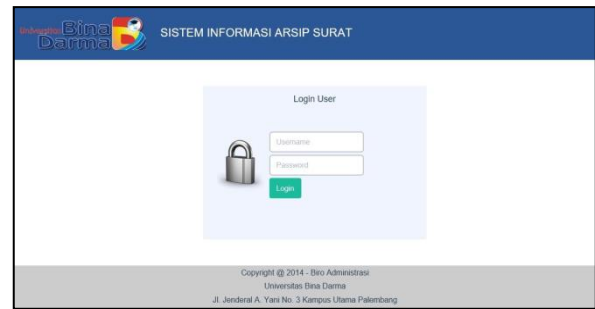 Universitas Bina
Darma
SISTEM INFORMASI ARSIP SURAT
Login User
Username
Password
Login
Copyright @ 2014 - Biro Administrasi
Universitas Bina Darma
Jl. Jenderal A. Yani No. 3 Kampus Utama Palembang